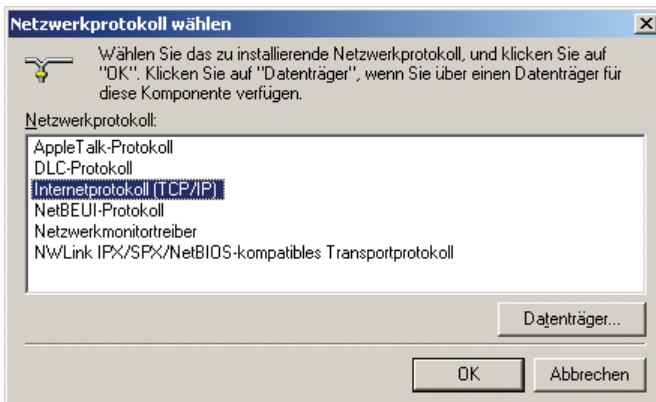 Netzwerkprotokoll wählen
Wählen Sie das zu installierende Netzwerkprotokoll, und klicken Sie auf
"OK". Klicken Sie auf "Datenträger", wenn Sie über einen Datenträger für
diese Komponente verfügen.
Netzwerkprotokoll:
AppleTalk-Protokoll
DLC-Protokoll
Internetprotokoll (TCP/IP)
NetBEUI-Protokoll
Netzwerkmonitortreiber
NWLink IPX/SPX/NetBIOS-kompatibles Transportprotokoll
Datenträger...
OK
Abbrechen